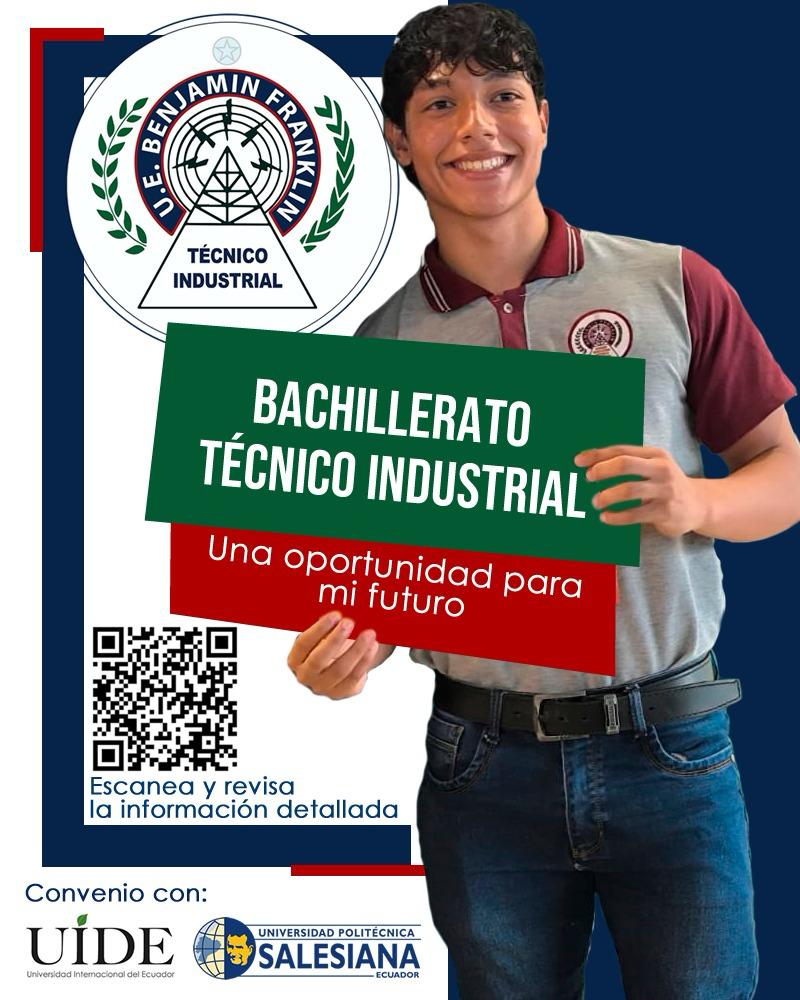 U.E. BENJAMIN FRANKLIN
TÉCNICO
INDUSTRIAL
BACHILLERATO
TÉCNICO INDUSTRIAL
Una oportunidad para
mi futuro
Escanea y revisa
la información detallada
Convenio con:
UIDE
Universidad Internacional del Ecuador
UNIVERSIDAD POLITÉCNICA
SALESIANA
ECUADOR